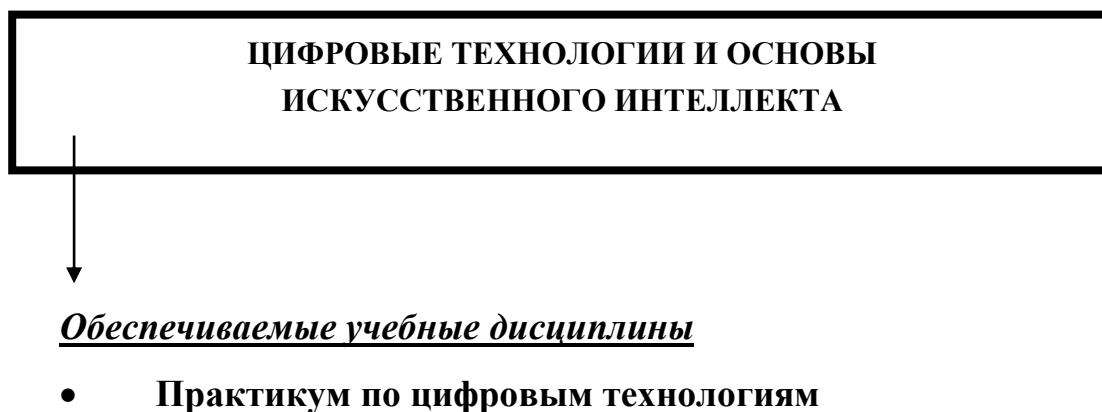 ЦИФРОВЫЕ ТЕХНОЛОГИИ И ОСНОВЫ
ИСКУССТВЕННОГО ИНТЕЛЛЕКТА
Обеспечиваемые учебные дисциплины
• Практикум по цифровым технологиям